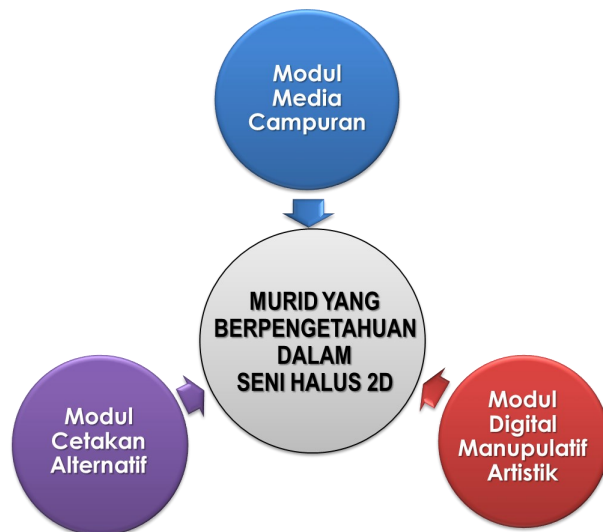 Modul
Media
Campuran
MURID YANG
BERPENGETAHUAN
DALAM
SENI HALUS 2D
Modul
Cetakan
Alternatif
Modul
Digital
Manupulatif
Artistik